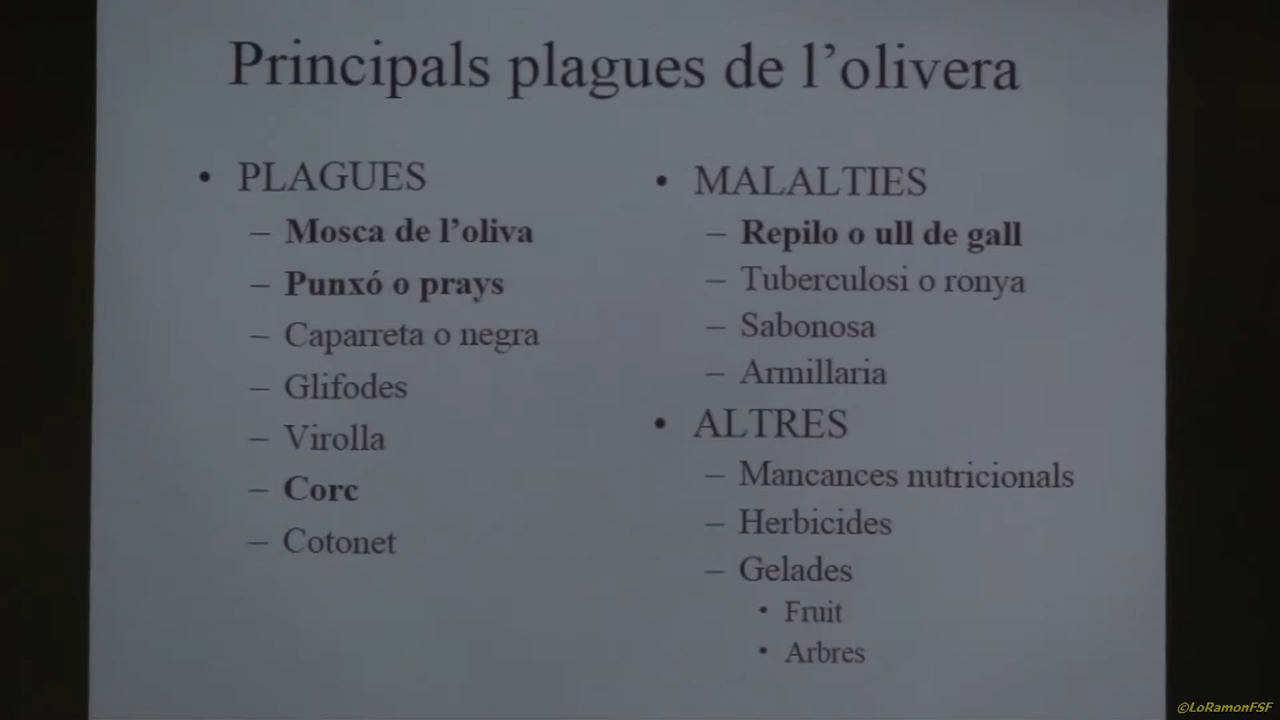 Principals plagues de l'olivera
• PLAGUES
– Mosca de l'oliva
– Punxó o prays
– Caparreta o negra
– Glifodes
– Virolla
– Corc
– Cotonet
• MALALTIES
– Repilo o ull de gall
– Tuberculosi o ronya
– Sabonosa
– Armillaria
• ALTRES
– Mancances nutricionals
– Herbicides
– Gelades
• Fruit
• Arbres
©LoRamonFSF